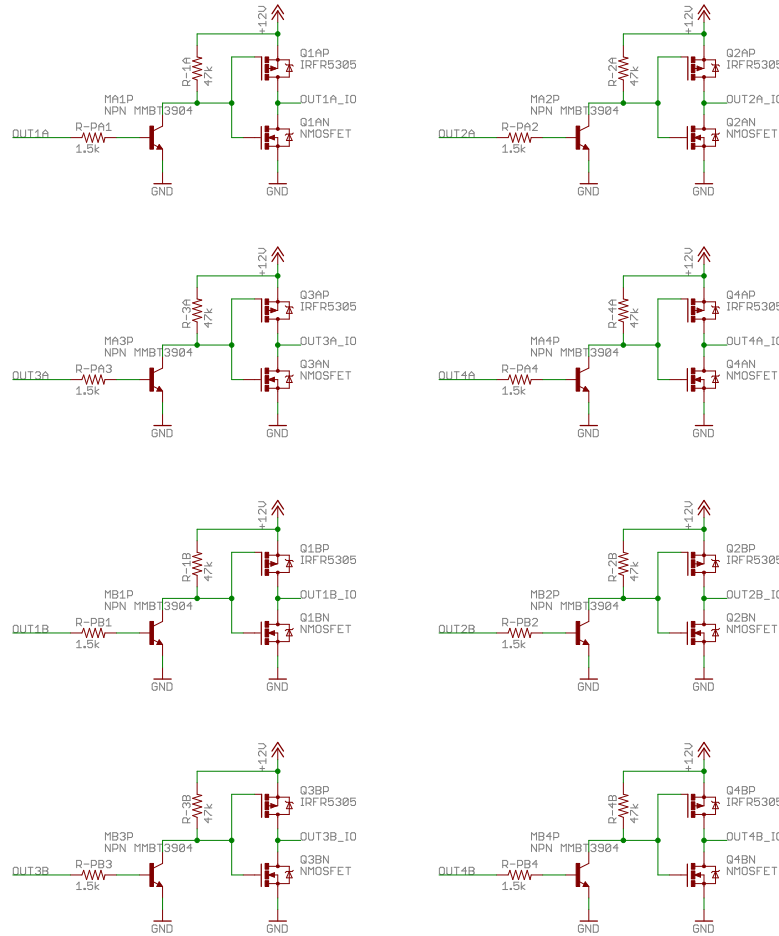 +12V
R-1A
47k
Q1AP
IRFR5305
MA1P
NPN MMBT3904
OUT1A_IO
OUT1A
R-PA1
1.5k
Q1AN
NMOSFET
GND
GND
+12V
R-2A
47k
Q2AP
IRFR5305
MA2P
NPN MMBT3904
OUT2A_IO
OUT2A
R-PA2
1.5k
Q2AN
NMOSFET
GND
GND
+12V
R-3A
47k
Q3AP
IRFR5305
MA3P
NPN MMBT3904
OUT3A_IO
OUT3A
R-PA3
1.5k
Q3AN
NMOSFET
GND
GND
+12V
R-4A
47k
Q4AP
IRFR5305
MA4P
NPN MMBT3904
OUT4A_IO
OUT4A
R-PA4
1.5k
Q4AN
NMOSFET
GND
GND
+12V
R-1B
47k
Q1BP
IRFR5305
MB1P
NPN MMBT3904
OUT1B_IO
OUT1B
R-PB1
1.5k
Q1BN
NMOSFET
GND
GND
+12V
R-2B
47k
Q2BP
IRFR5305
MB2P
NPN MMBT3904
OUT2B_IO
OUT2B
R-PB2
1.5k
Q2BN
NMOSFET
GND
GND
+12V
R-3B
47k
Q3BP
IRFR5305
MB3P
NPN MMBT3904
OUT3B_IO
OUT3B
R-PB3
1.5k
Q3BN
NMOSFET
GND
GND
+12V
R-4B
47k
Q4BP
IRFR5305
MB4P
NPN MMBT3904
OUT4B_IO
OUT4B
R-PB4
1.5k
Q4BN
NMOSFET
GND
GND